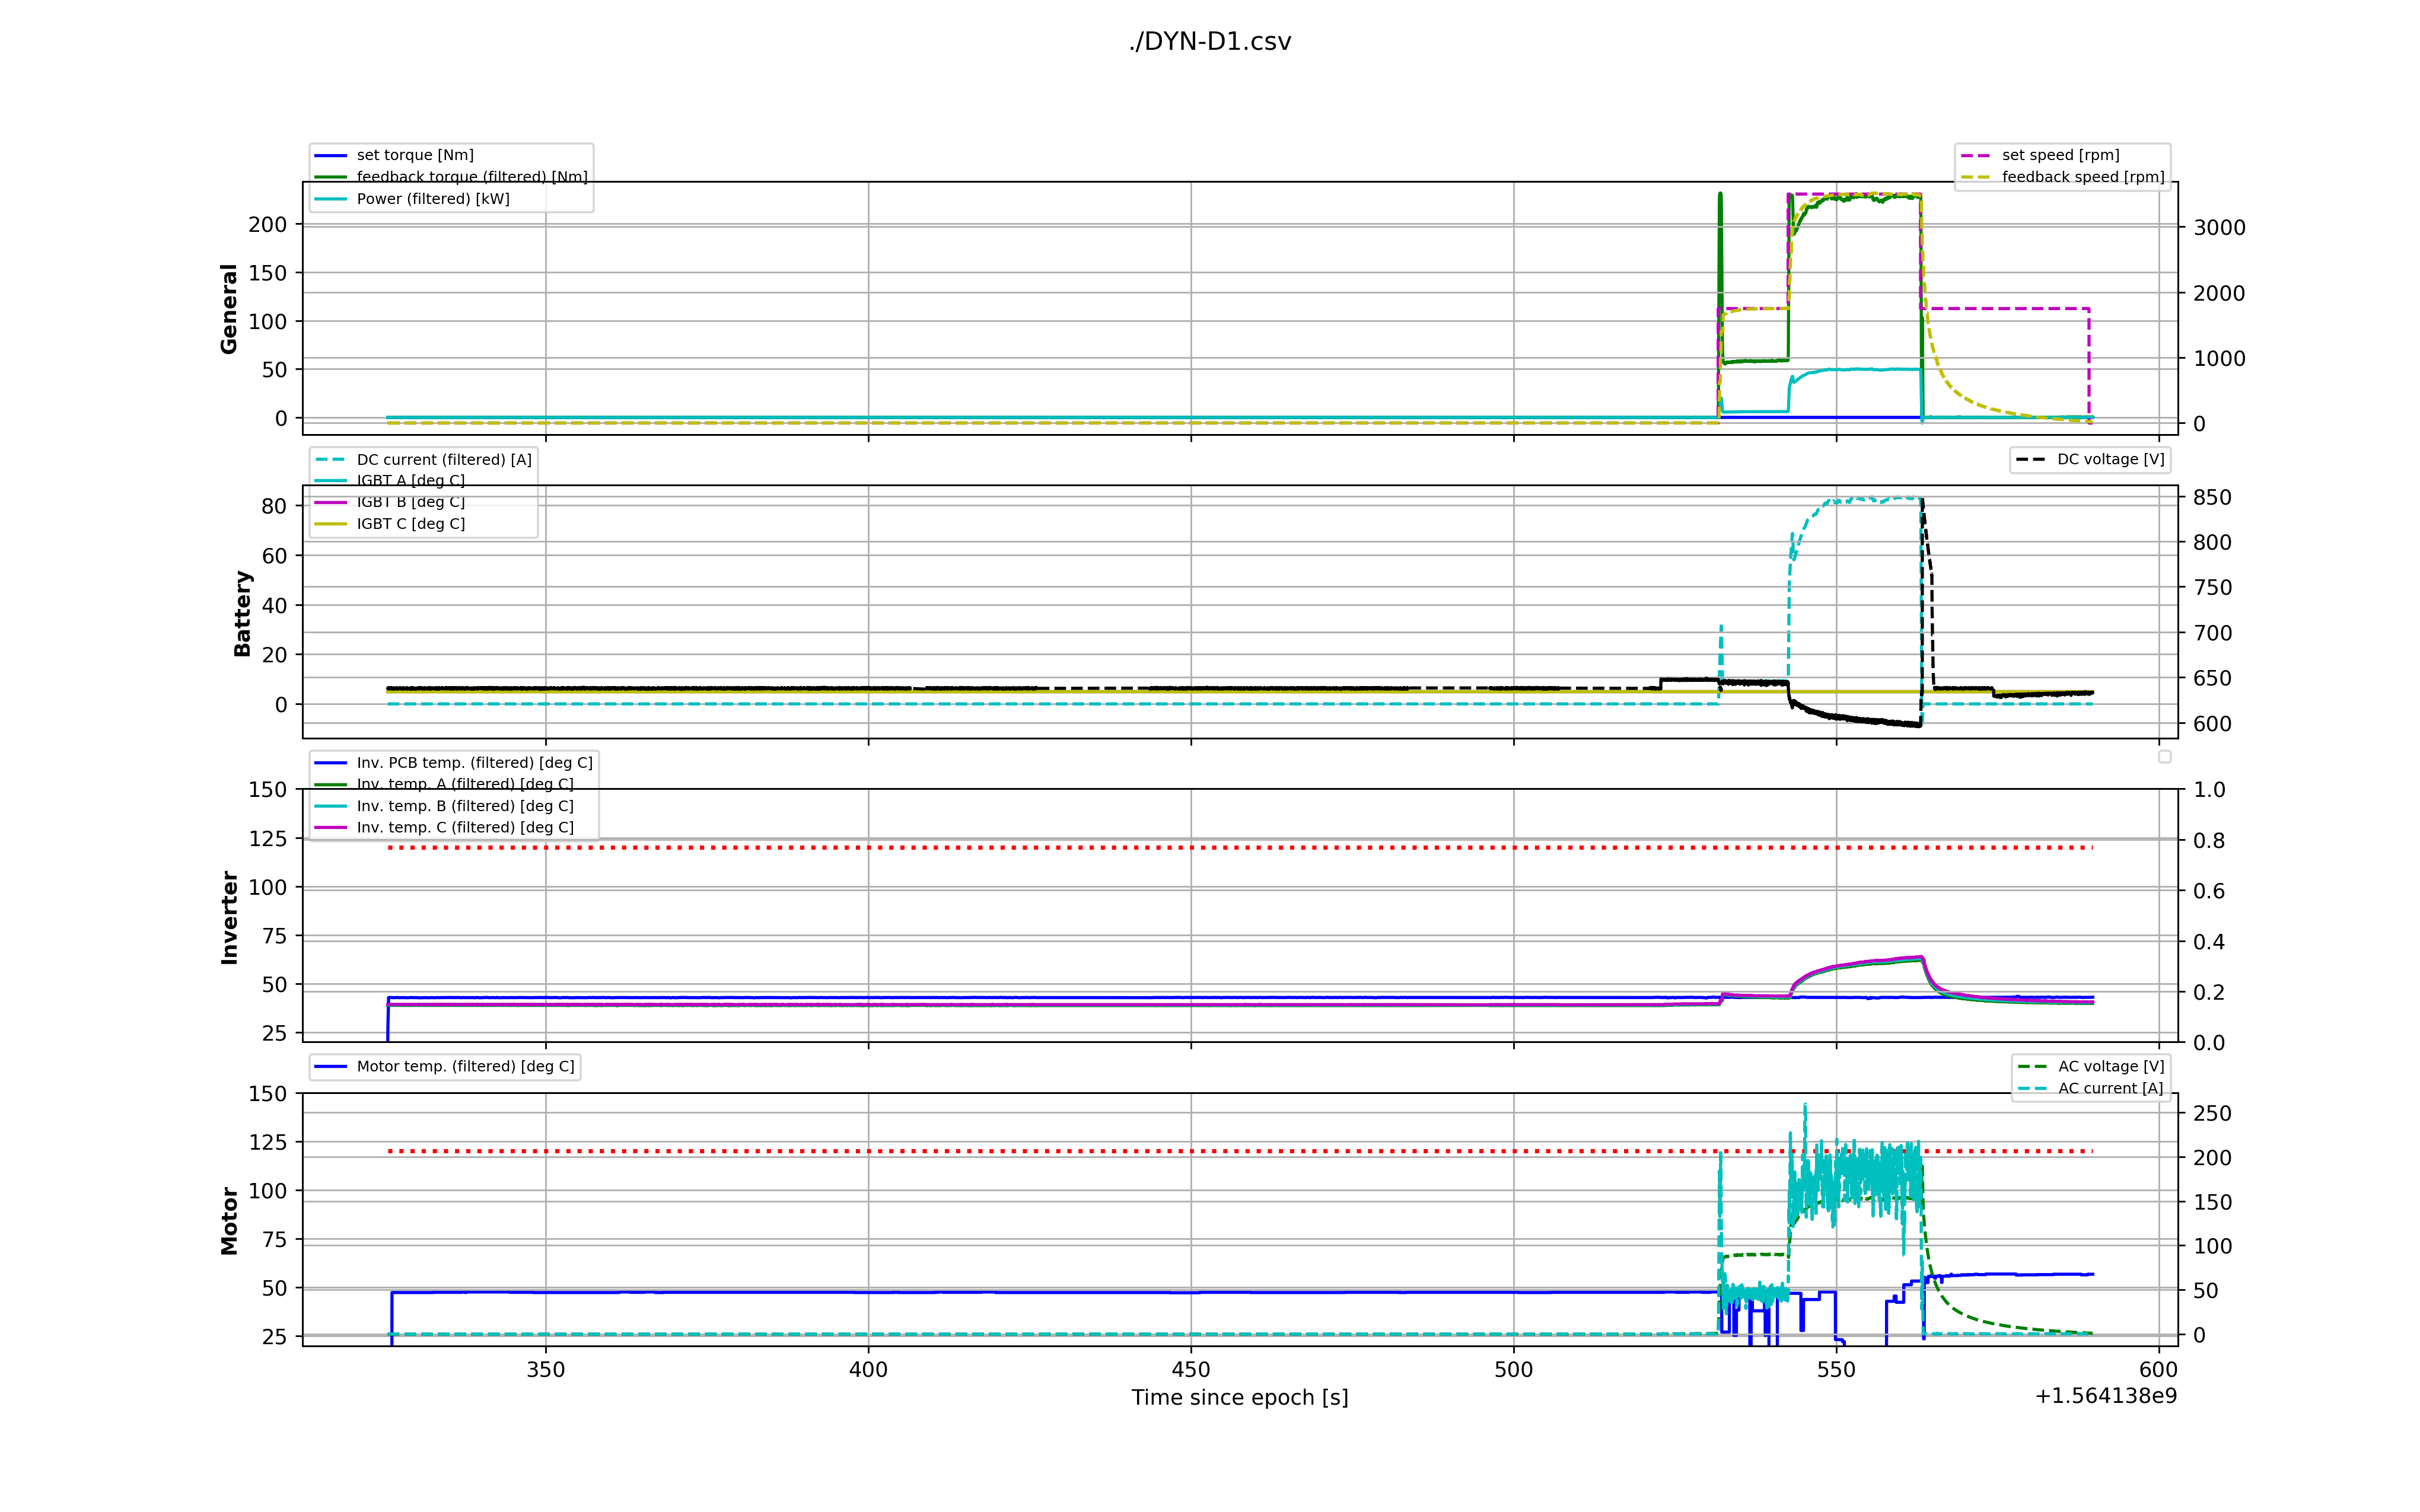 ./DYN-D1.csv
set torque [Nm]
feedback torque (filtered) [Nm]
Power (filtered) [kW]
set speed [rpm]
feedback speed [rpm]
General
200
150
100
50
0
3000
2000
1000
0
DC current (filtered) [A]
IGBT A [deg C]
IGBT B [deg C]
IGBT C [deg C]
DC voltage [V]
Battery
80
60
40
20
0
850
800
750
700
650
600
Inv. PCB temp. (filtered) [deg C]
Inv. temp. A (filtered) [deg C]
Inv. temp. B (filtered) [deg C]
Inv. temp. C (filtered) [deg C]
Inverter
150
125
100
75
50
25
1.0
0.8
0.6
0.4
0.2
0.0
Motor temp. (filtered) [deg C]
AC voltage [V]
AC current [A]
Motor
150
125
100
75
50
25
250
200
150
100
50
0
350 400 450 500 550 600
Time since epoch [s]
+1.564138e9